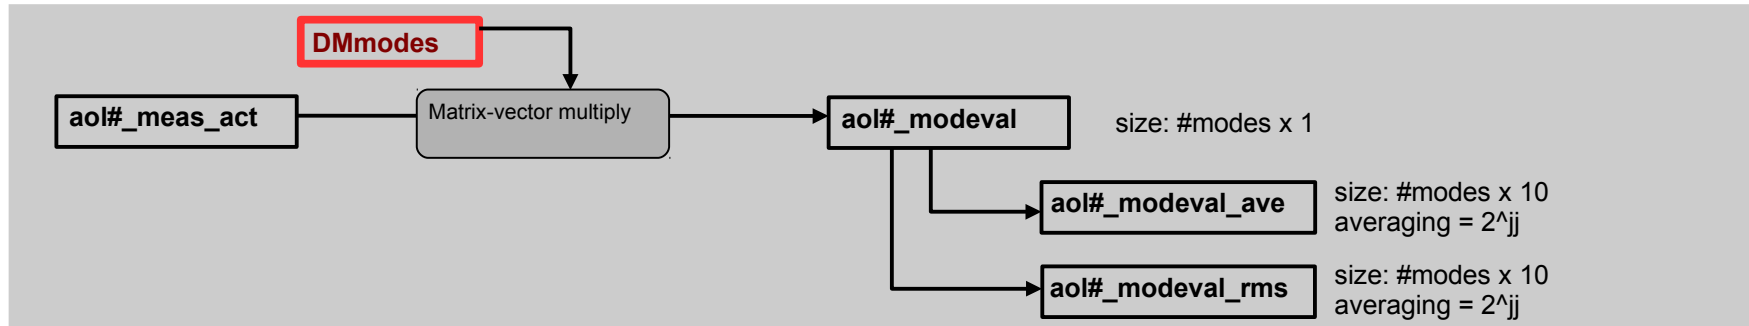 DMmodes
aol#_meas_act
Matrix-vector multiply
aol#_modeval
size: #modes x 1
aol#_modeval_ave
size: #modes x 10
averaging = 2^jj
aol#_modeval_rms
size: #modes x 10
averaging = 2^jj